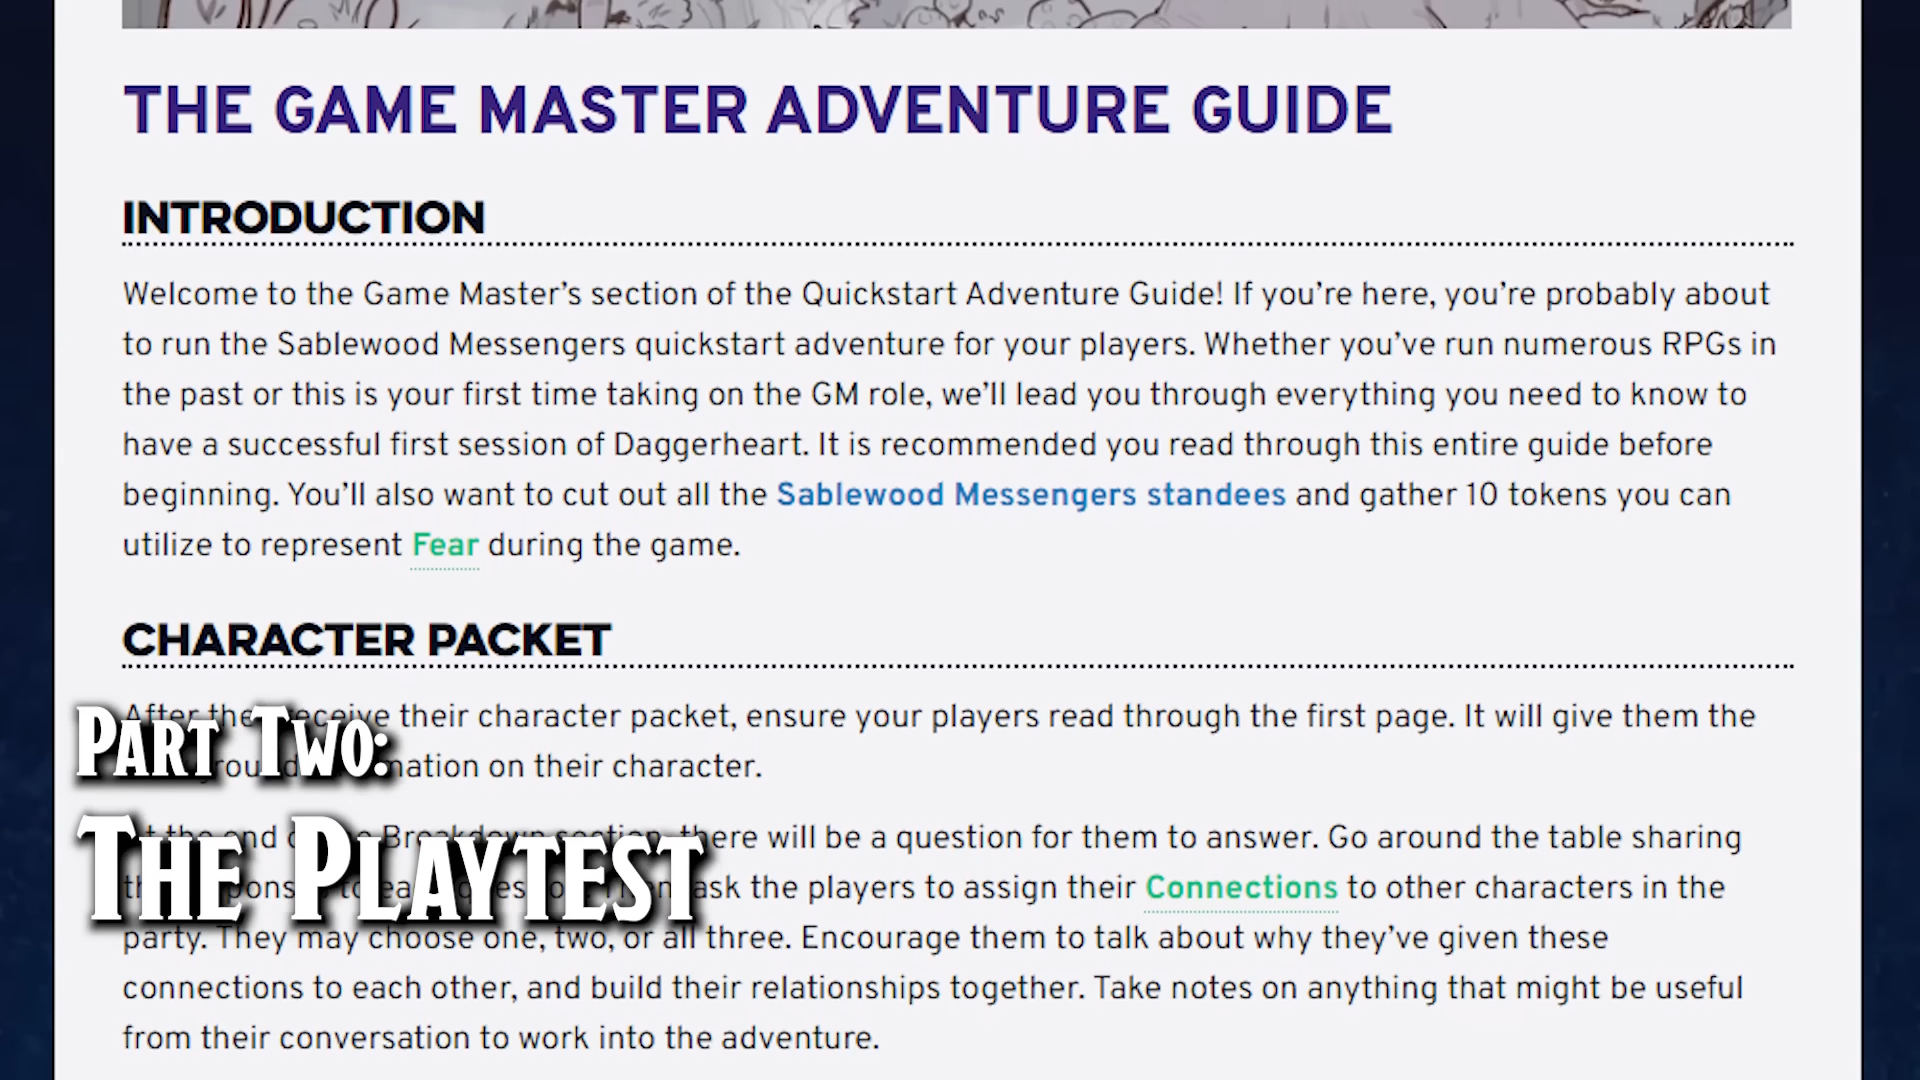 THE GAME MASTER ADVENTURE GUIDE
INTRODUCTION
Welcome to the Game Master’s section of the Quickstart Adventure Guide! If you’re here, you’re probably about
to run the Sablewood Messengers quickstart adventure for your players. Whether you’ve run numerous RPGs in
the past or this is your first time taking on the GM role, we’ll lead you through everything you need to know to
have a successful first session of Daggerheart. It is recommended you read through this entire guide before
beginning. You’ll also want to cut out all the Sablewood Messengers standees and gather 10 tokens you can
utilize to represent Fear during the game.
CHARACTER PACKET
After they receive their character packet, ensure your players read through the first page. It will give them the
on their character.
Part Two:
the end Breakdown section, there will be a question for them to answer. Go around the table sharing
ask the players to assign their Connections to other characters in the
The Playtest
party. They may choose one, two, or all three. Encourage them to talk about why they’ve given these
connections to each other, and build their relationships together. Take notes on anything that might be useful
from their conversation to work into the adventure.